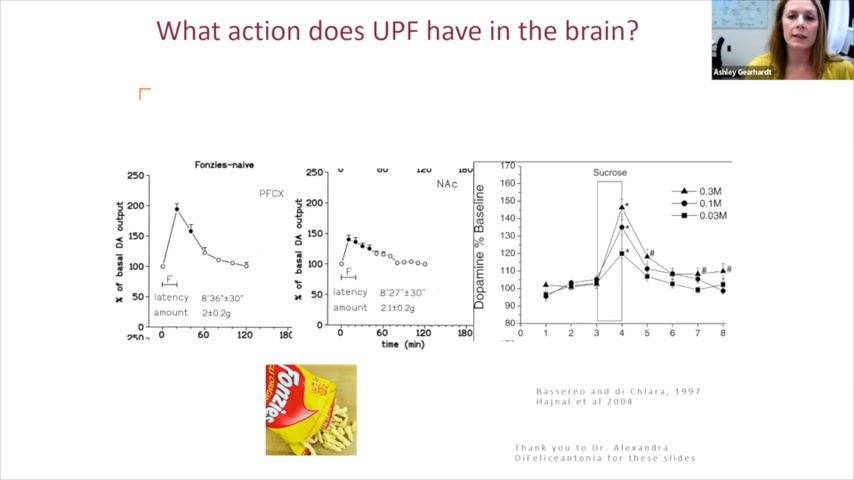 What action does UPF have in the brain?
Ashley Gearhardt
Fonzies-naive
PFCX
% of basal DA output
250
200
150
100
50
0
250
F
latency 8'36"±30"
amount 2±0.2g
0 60 120 18
0 120 180
NAc
% of basal DA output
250
200
150
100
50
0
F
latency 8'27"±30"
amount 2.1±0.2g
0 60 120 180
time (min)
Dopamine % Baseline
170
160
150
140
130
120
110
100
90
80
Sucrose
0.3M
0.1M
0.03M
*
*
*
#
#
#
0 1 2 3 4 5 6 7 8
Fonzies
Bassereo and di Chiara, 1997
Hajnal et al 2004
Thank you to Dr. Alexandra
DiFeliceantonia for these slides